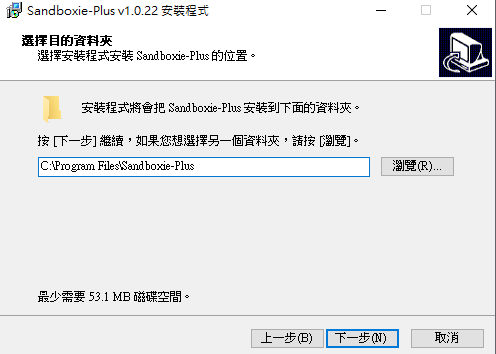 Sandboxie-Plus v1.0.22 安裝程式
選擇目的資料夾
選擇安裝程式安裝 Sandboxie-Plus 的位置。
安裝程式將會把 Sandboxie-Plus 安裝到下面的資料夾。
按 [下一步] 繼續，如果您想選擇另一個資料夾，請按 [瀏覽]。
C:\Program Files\Sandboxie-Plus
瀏覽(R)...
最少需要 53.1 MB 磁碟空間。
上一步(B)
下一步(N)
取消